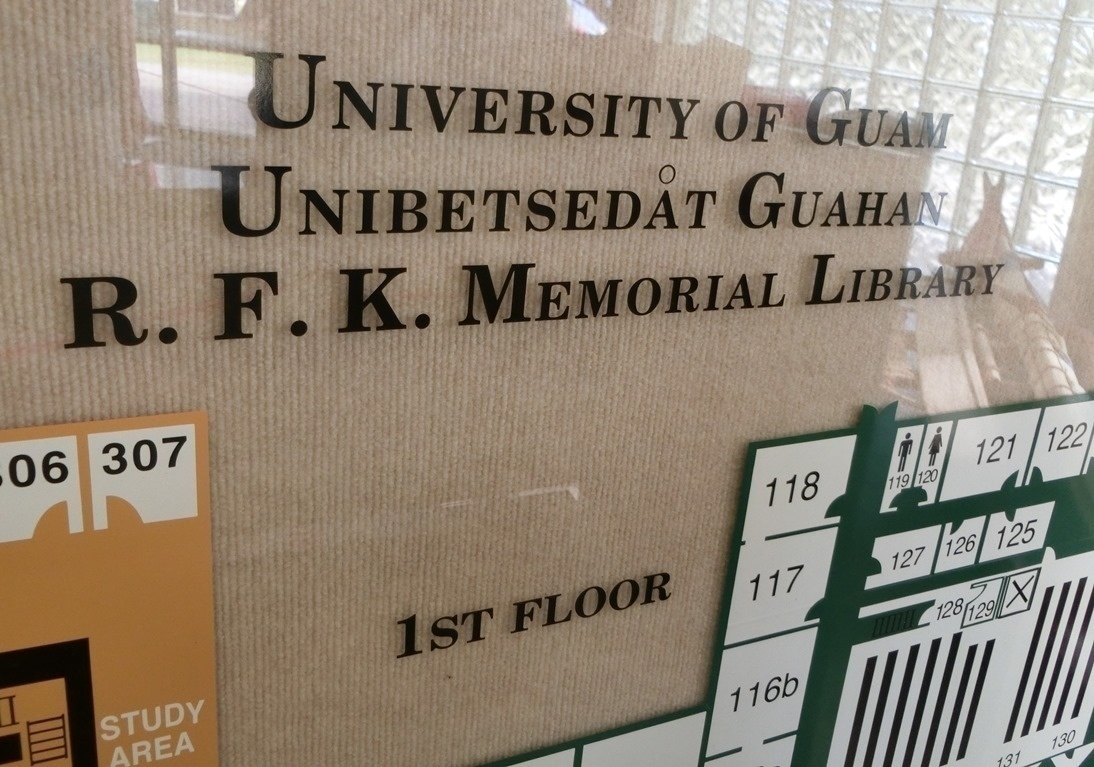 UNIVERSITY OF GUAM
UNIBETSEDÅT GUAHAN
R. F. K. MEMORIAL LIBRARY
306 307
STUDY
AREA
1ST FLOOR
118
119 120
121
122
117
127
126
125
128
129
116b
131
130